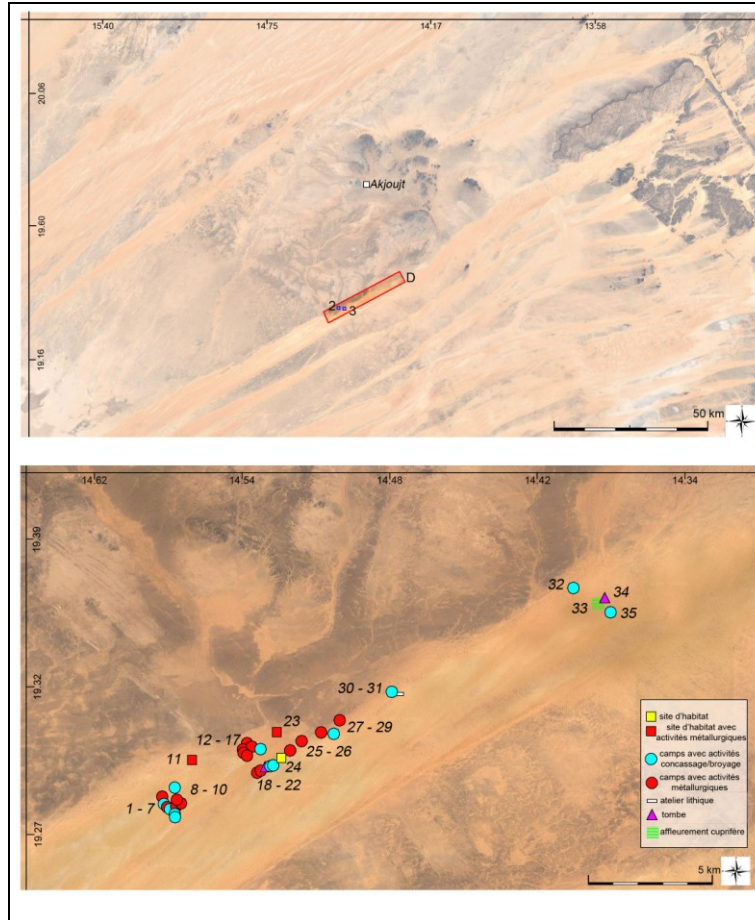 15.40 14.75 14.17 13.58
20.06
Akjoujt
19.60
D
2 3
19.16
50 km
14.62 14.54 14.48 14.42 14.34
19.39
32 34
33 35
19.32
30 - 31
23 27 - 29
12 - 17
11 25 - 26
24
18 - 22
8 - 10
1 - 7
19.27
site d'habitat
site d'habitat avec
activités métallurgiques
camps avec activités
concassage/broyage
camps avec activités
métallurgiques
atelier lithique
tombe
affleurement cuprifère
5 km